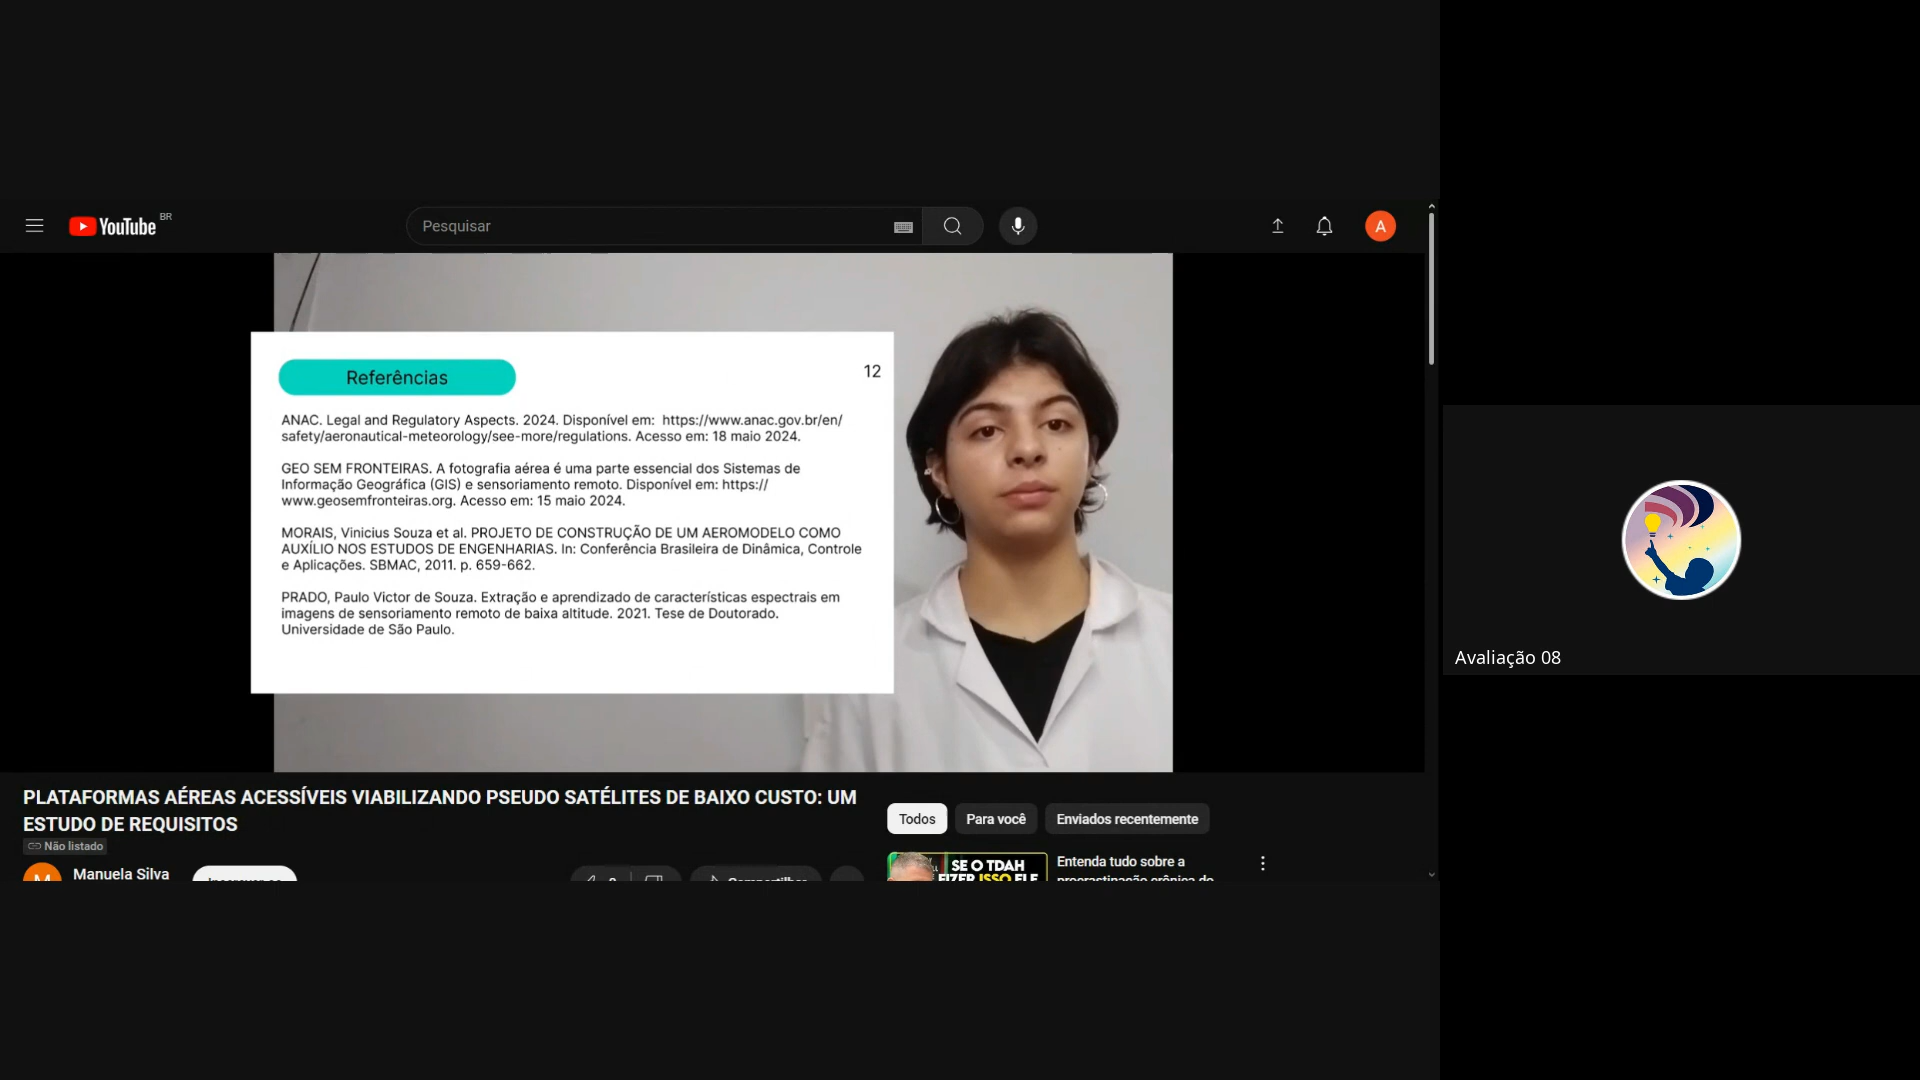 YouTube BR
Pesquisar
A
Referências
12
ANAC. Legal and Regulatory Aspects. 2024. Disponível em: https://www.anac.gov.br/en/
safety/aeronautical-meteorology/see-more/regulations. Acesso em: 18 maio 2024.
GEO SEM FRONTEIRAS. A fotografia aérea é uma parte essencial dos Sistemas de
Informação Geográfica (GIS) e sensoriamento remoto. Disponível em: https://
www.geosemfronteiras.org. Acesso em: 15 maio 2024.
MORAIS, Vinicius Souza et al. PROJETO DE CONSTRUÇÃO DE UM AEROMODELO COMO
AUXÍLIO NOS ESTUDOS DE ENGENHARIAS. In: Conferência Brasileira de Dinâmica, Controle
e Aplicações. SBMAC, 2011. p. 659-662.
PRADO, Paulo Victor de Souza. Extração e aprendizado de características espectrais em
imagens de sensoriamento remoto de baixa altitude. 2021. Tese de Doutorado.
Universidade de São Paulo.
PLATAFORMAS AÉREAS ACESSÍVEIS VIABILIZANDO PSEUDO SATÉLITES DE BAIXO CUSTO: UM
ESTUDO DE REQUISITOS
Não listado
M
Manuela Silva
Compartilhar
Todos
Para você
Enviados recentemente
SE O TDAH
FIZER ISSO ELE
Entenda tudo sobre a
procrastinação crônica do
Avaliação 08